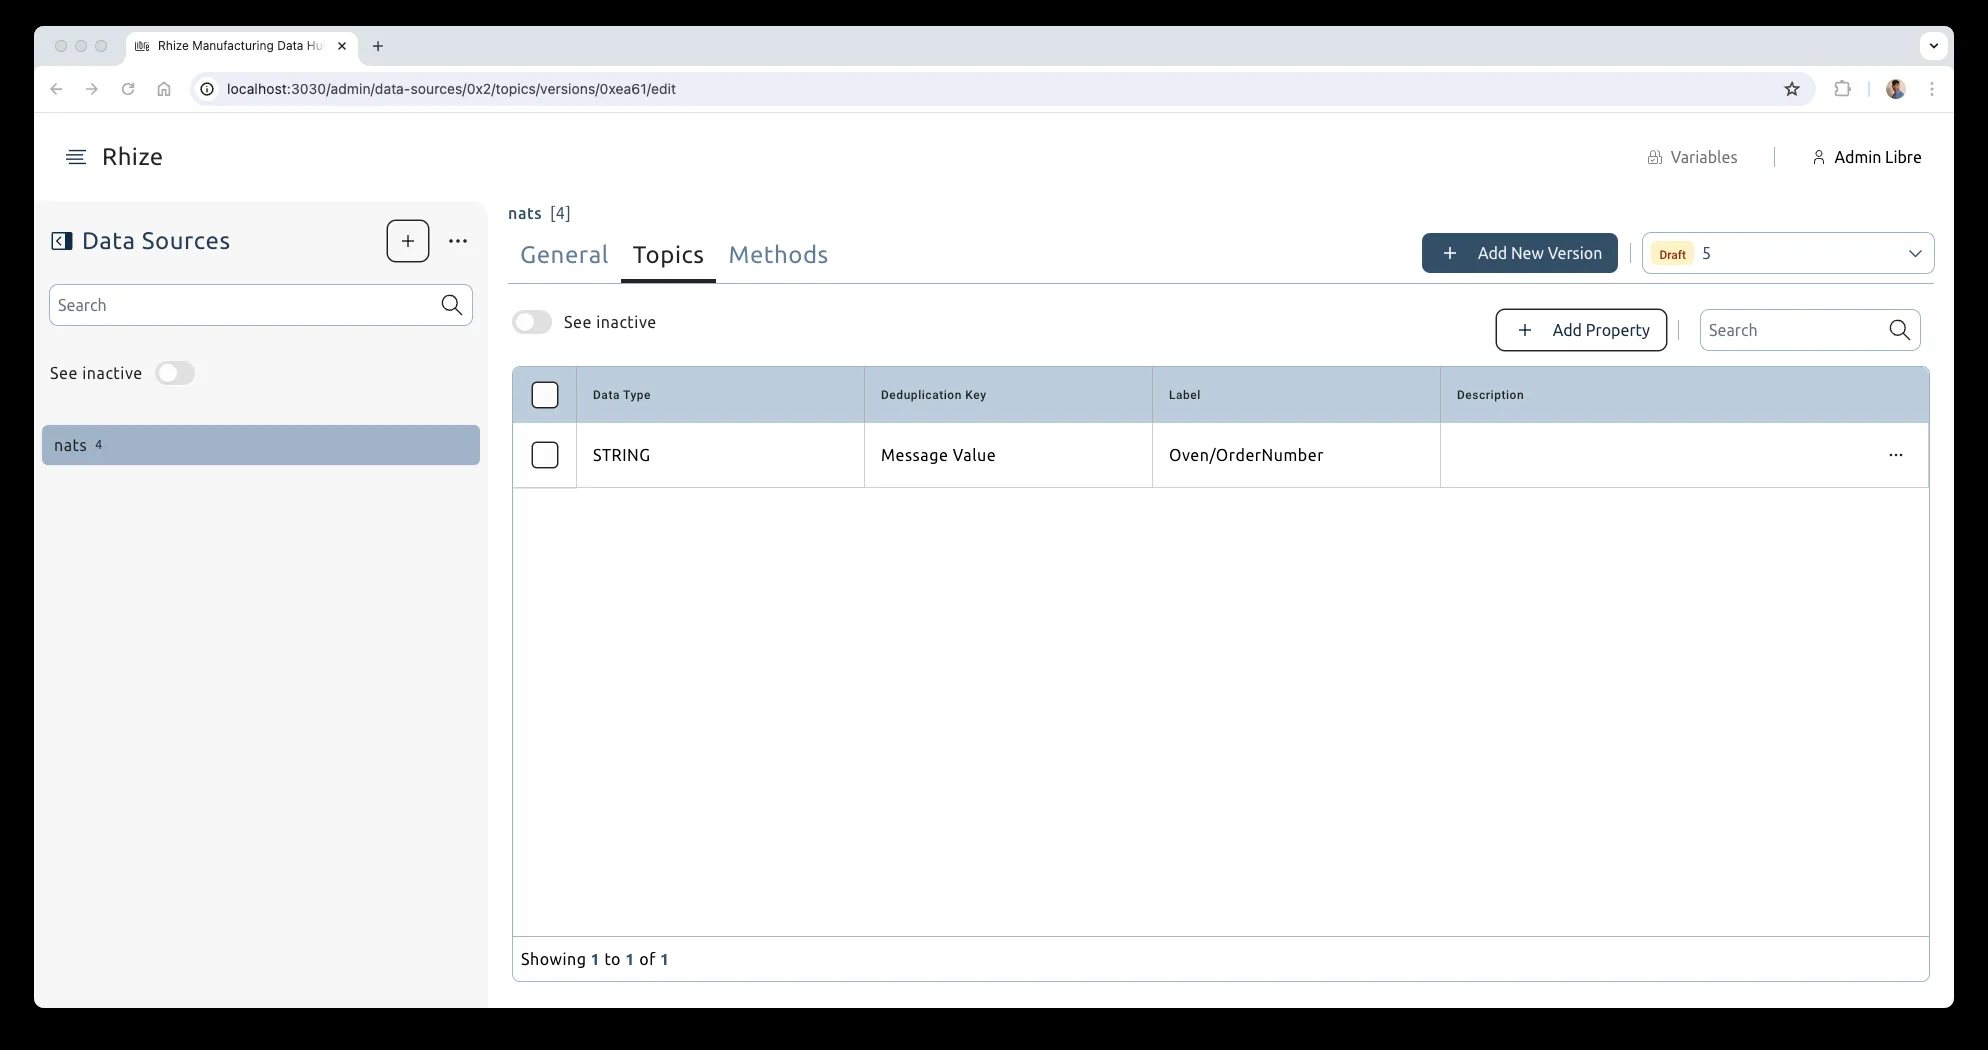 Rhize Manufacturing Data Hu
localhost:3030/admin/data-sources/0x2/topics/versions/0xea61/edit
Rhize
Variables
Admin Libre
Data Sources
Search
See inactive
nats 4
nats [4]
General Topics Methods
Add New Version
Draft 5
See inactive
Add Property
Search
Data Type Deduplication Key Label Description
STRING Message Value Oven/OrderNumber
Showing 1 to 1 of 1